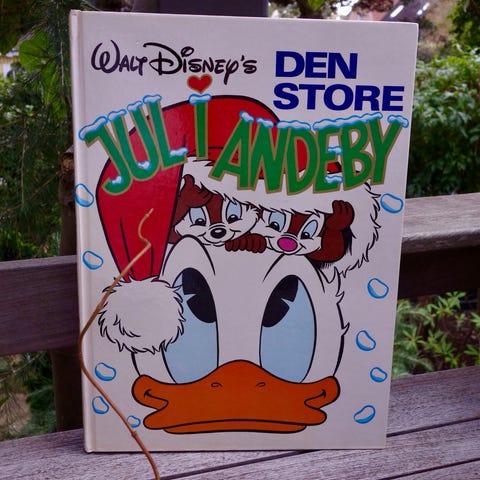 WALT DISNEY'S
DEN
STORE
JUL i
ANDEBY